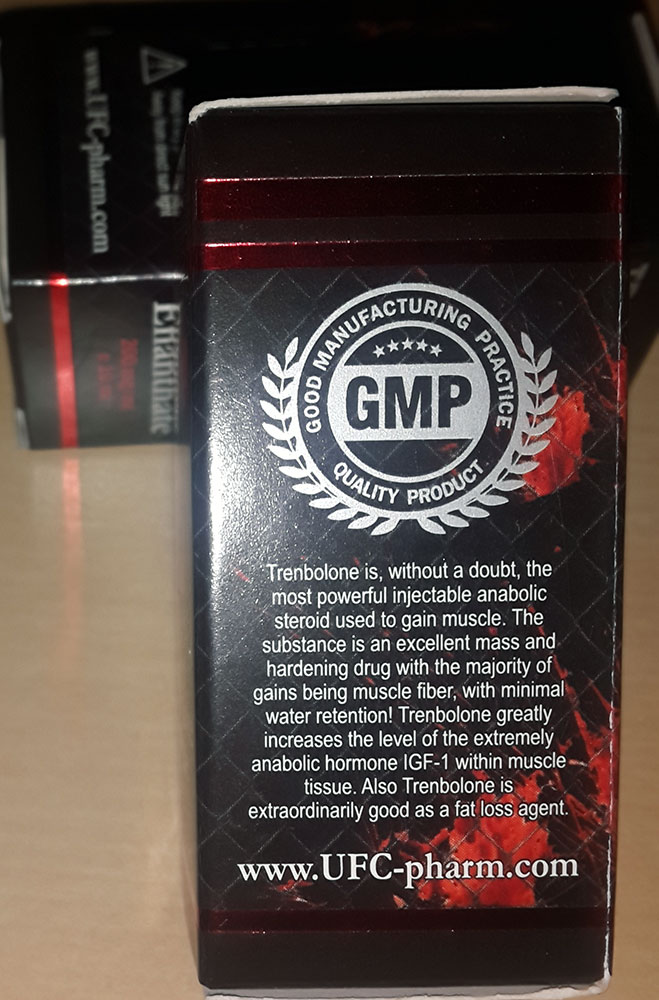 www.UFC-pharm.com
Enanthate
GOOD MANUFACTURING PRACTICE
GMP
QUALITY PRODUCT
Trenbolone is, without a doubt, the
most powerful injectable anabolic
steroid used to gain muscle. The
substance is an excellent mass and
hardening drug with the majority of
gains being muscle fiber, with minimal
water retention! Trenbolone greatly
increases the level of the extremely
anabolic hormone IGF-1 within muscle
tissue. Also Trenbolone is
extraordinarily good as a fat loss agent.
www.UFC-pharm.com